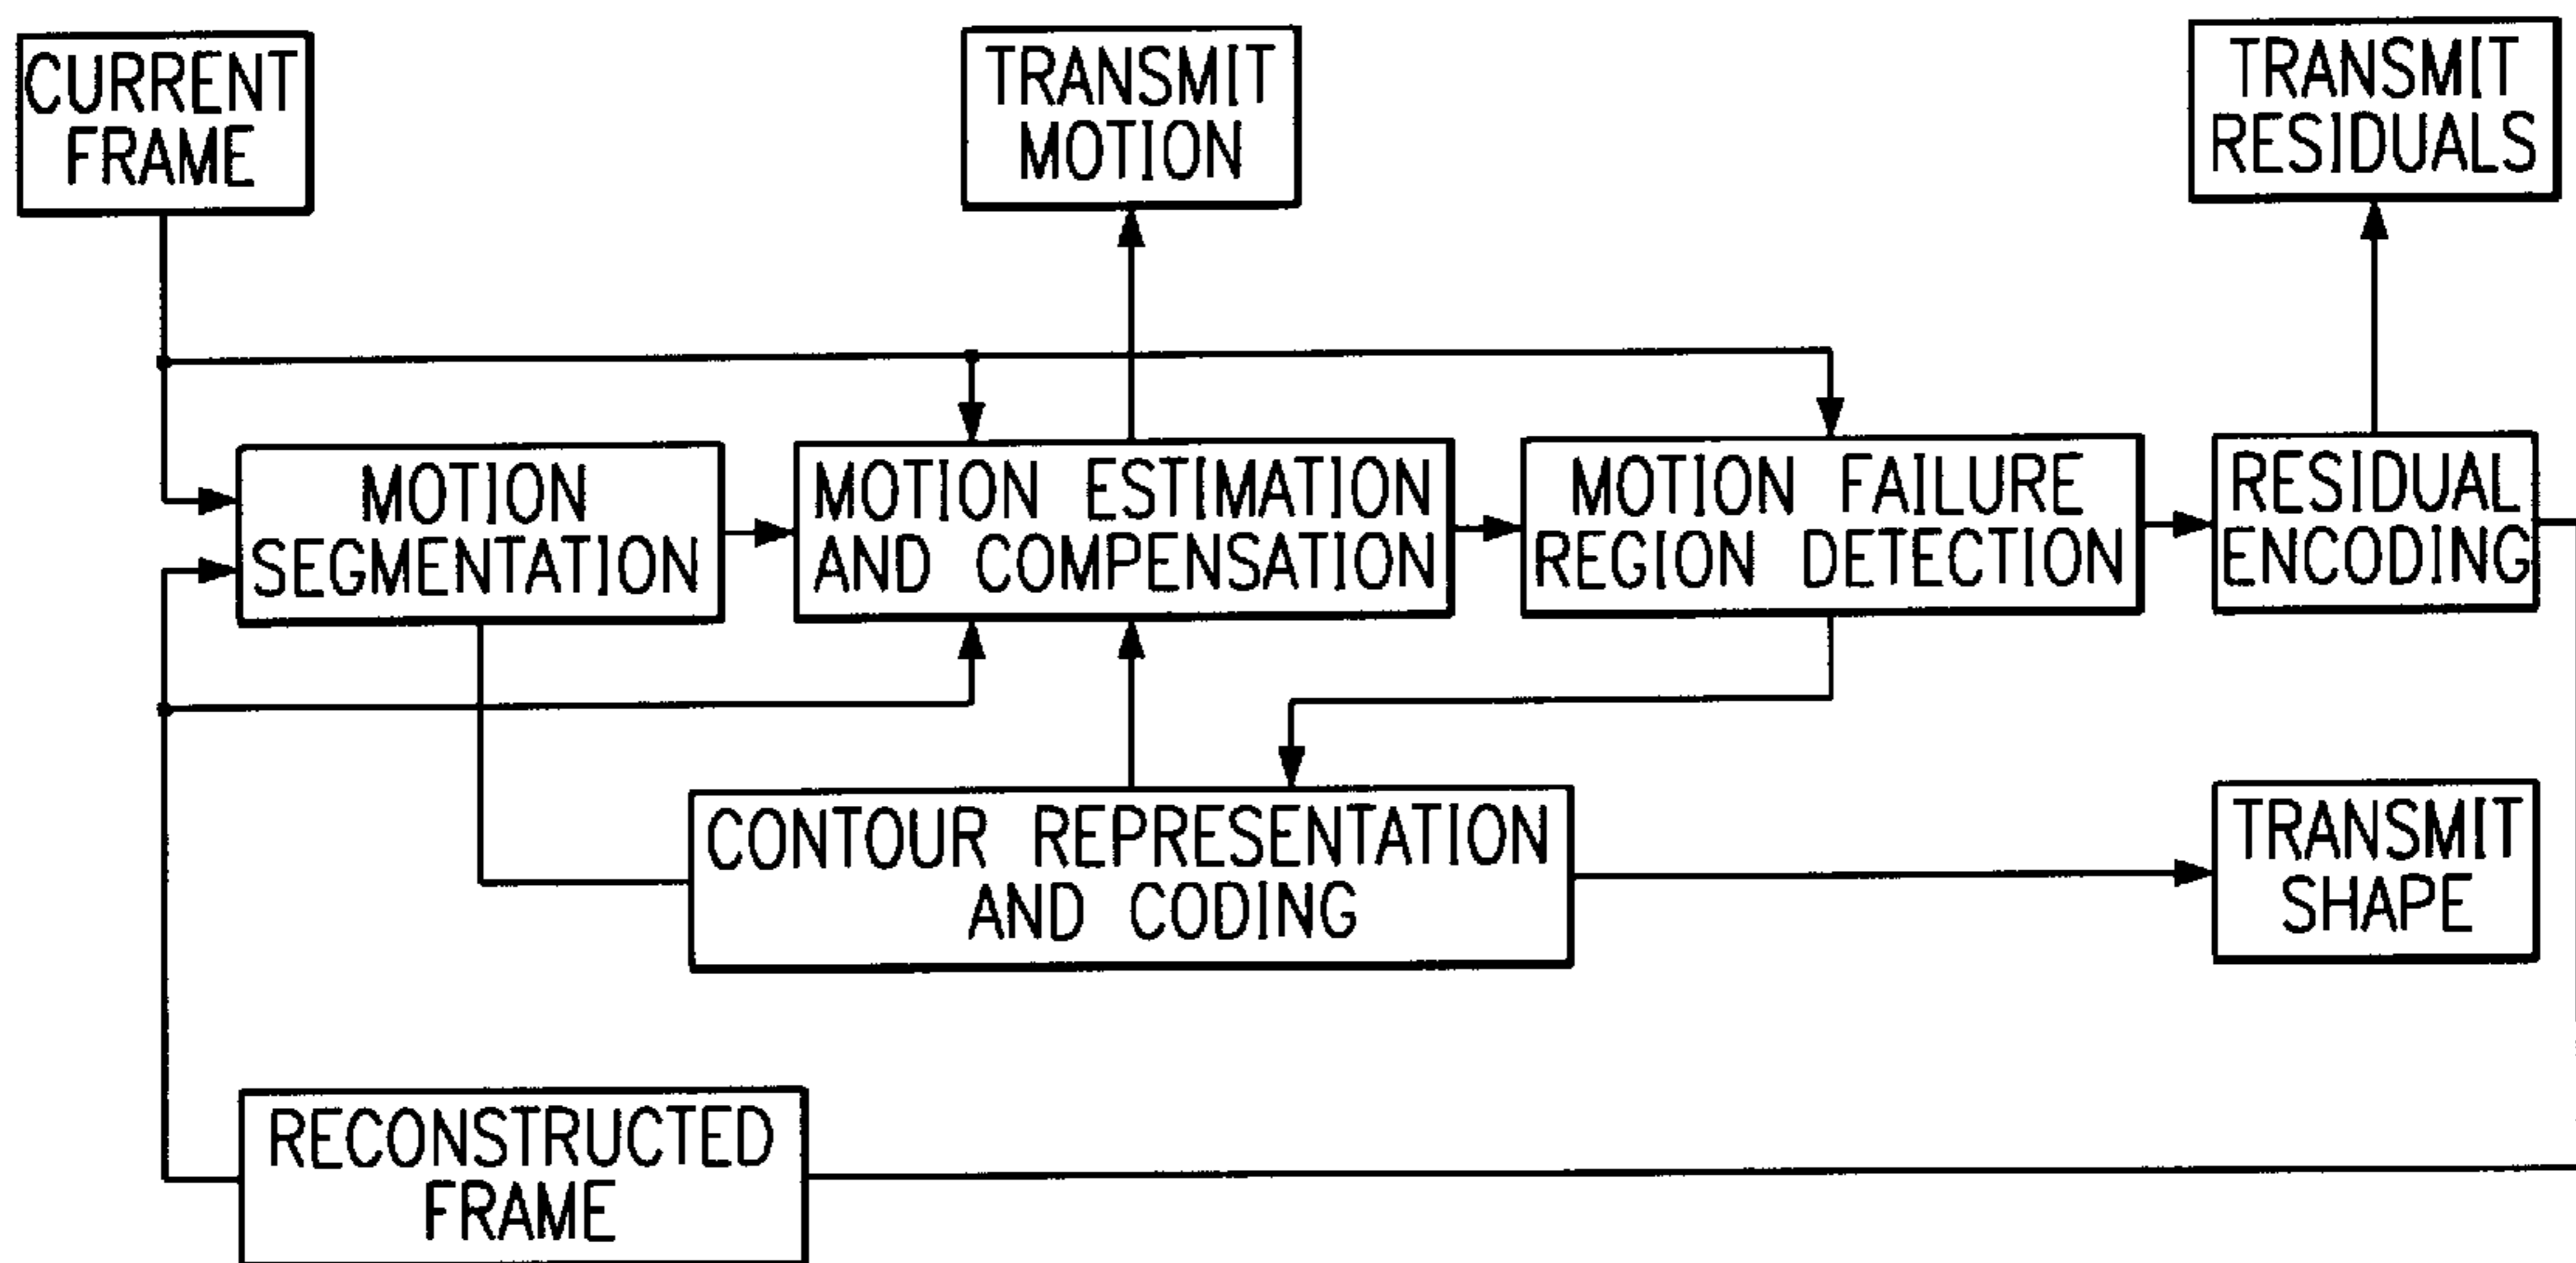 CURRENT
FRAME
TRANSMIT
MOTION
TRANSMIT
RESIDUALS
MOTION
SEGMENTATION
MOTION ESTIMATION
AND COMPENSATION
MOTION FAILURE
REGION DETECTION
RESIDUAL
ENCODING
CONTOUR REPRESENTATION
AND CODING
TRANSMIT
SHAPE
RECONSTRUCTED
FRAME